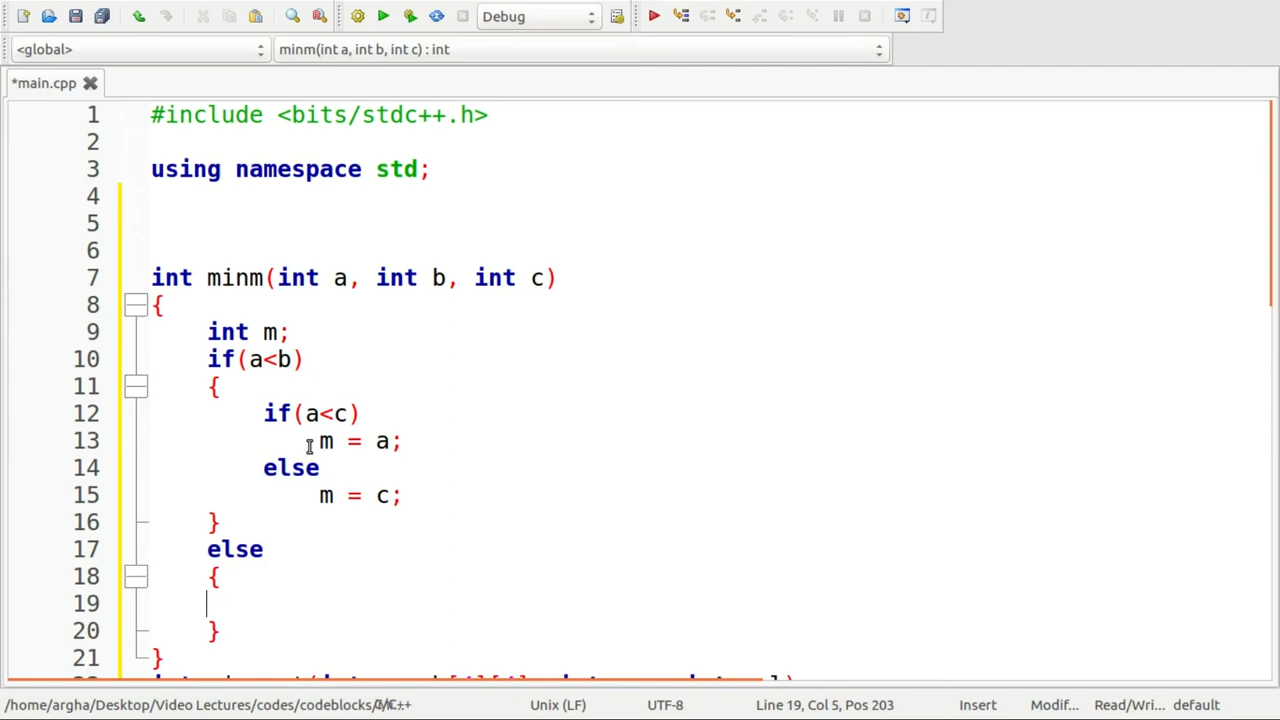 Debug
<global> minm(int a, int b, int c) : int
*main.cpp
1 #include <bits/stdc++.h>
2
3 using namespace std;
4
5
6
7 int minm(int a, int b, int c)
8 {
9 int m;
10 if(a<b)
11 {
12 if(a<c)
13 m = a;
14 else
15 m = c;
16 }
17 else
18 {
19
20 }
21 }
/home/argha/Desktop/Video Lectures/codes/codeblocks/ C/C++ Unix (LF) UTF-8 Line 19, Col 5, Pos 203 Insert Modif... Read/Wri... default